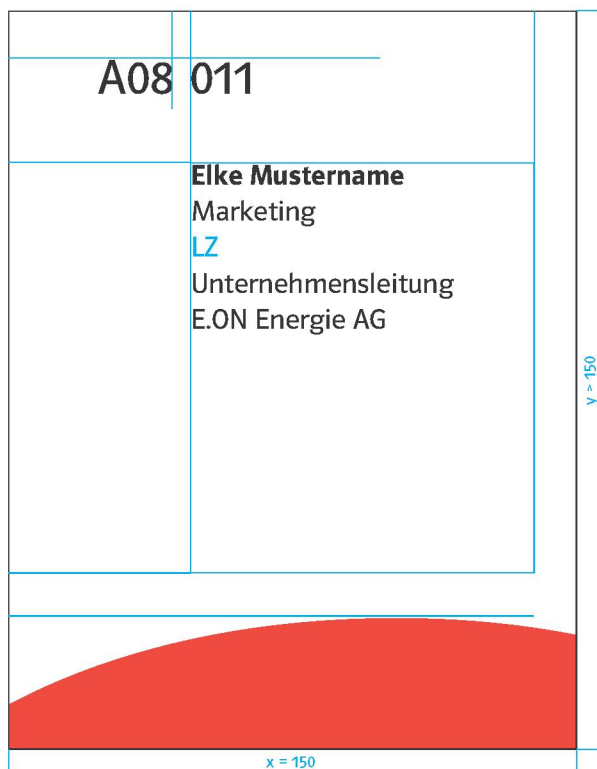 A08 011
Elke Mustername
Marketing
LZ
Unternehmensleitung
E.ON Energie AG
y > 150
x = 150